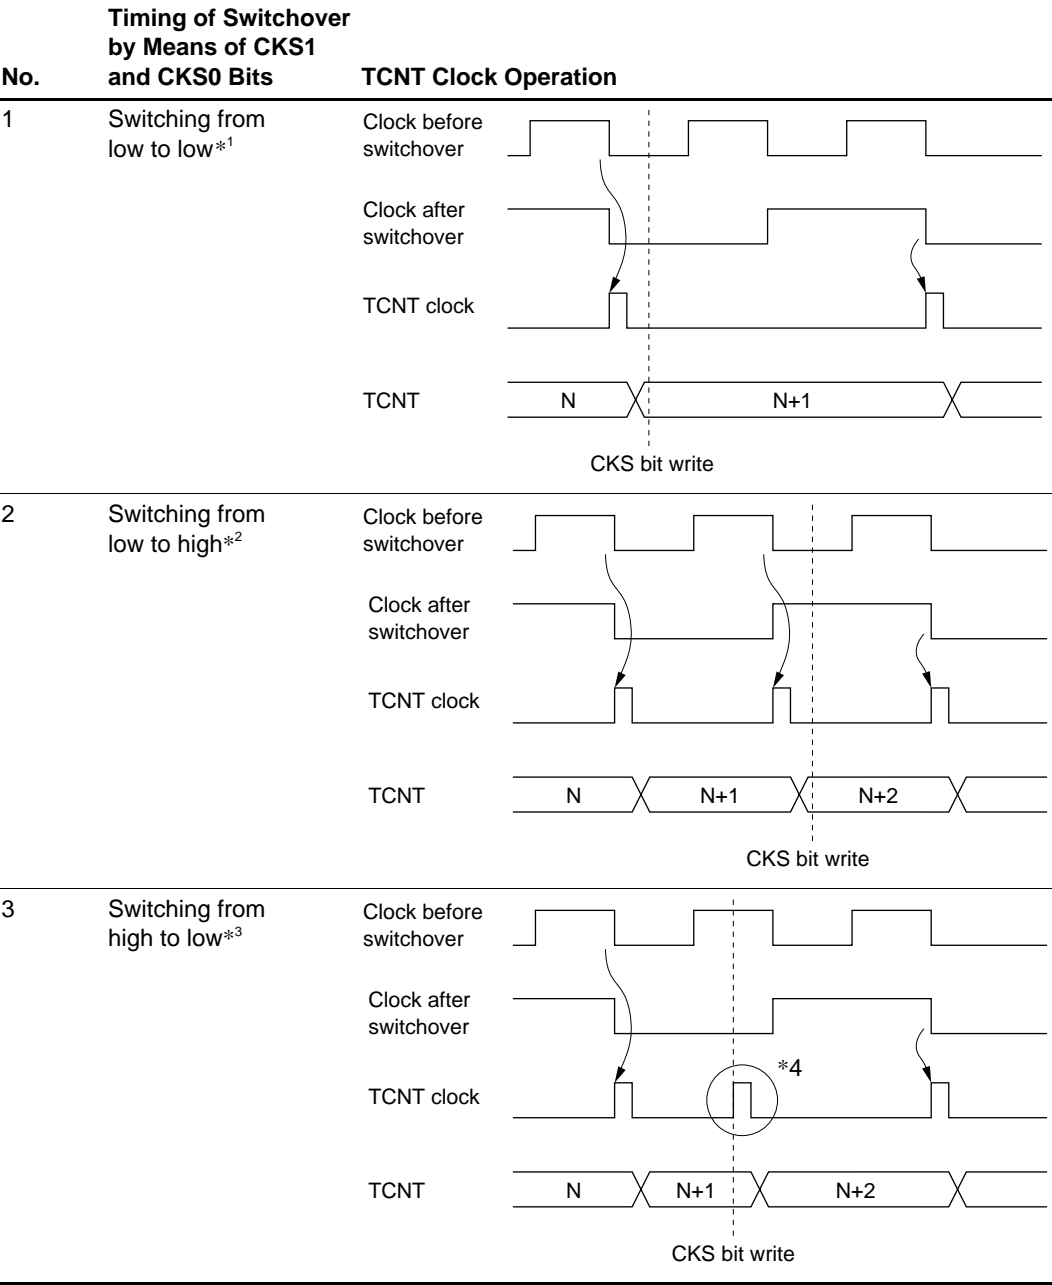 Timing of Switchover
by Means of CKS1
No. and CKS0 Bits TCNT Clock Operation
1 Switching from
low to low*1
Clock before
switchover
Clock after
switchover
TCNT clock
TCNT N N+1
CKS bit write
2 Switching from
low to high*2
Clock before
switchover
Clock after
switchover
TCNT clock
TCNT N N+1 N+2
CKS bit write
3 Switching from
high to low*3
Clock before
switchover
Clock after
switchover
*4
TCNT clock
TCNT N N+1 N+2
CKS bit write